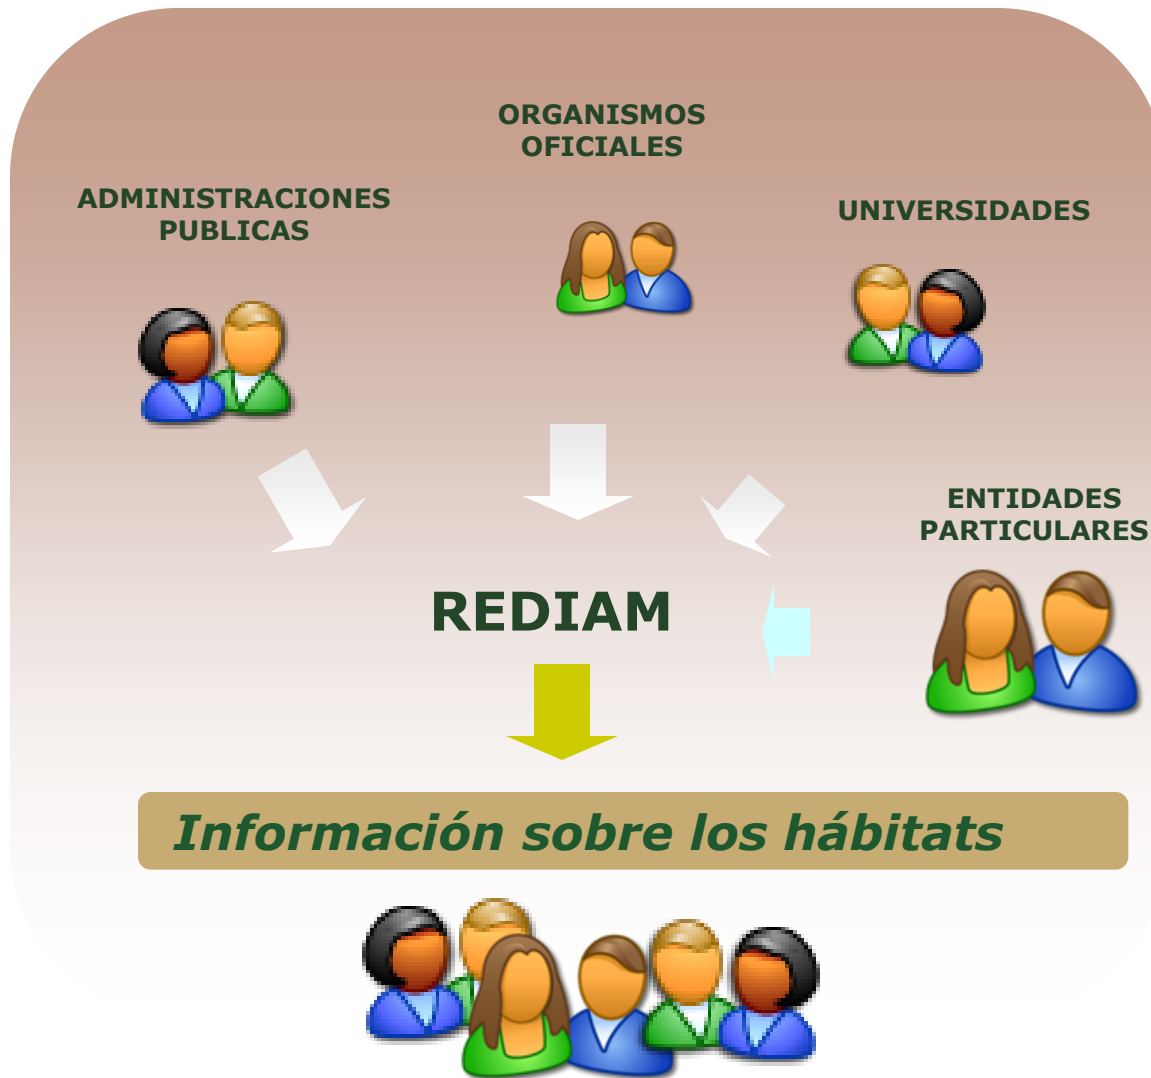 ORGANISMOS
OFICIALES
ADMINISTRACIONES
PUBLICAS
UNIVERSIDADES
ENTIDADES
PARTICULARES
REDIAM
Información sobre los hábitats